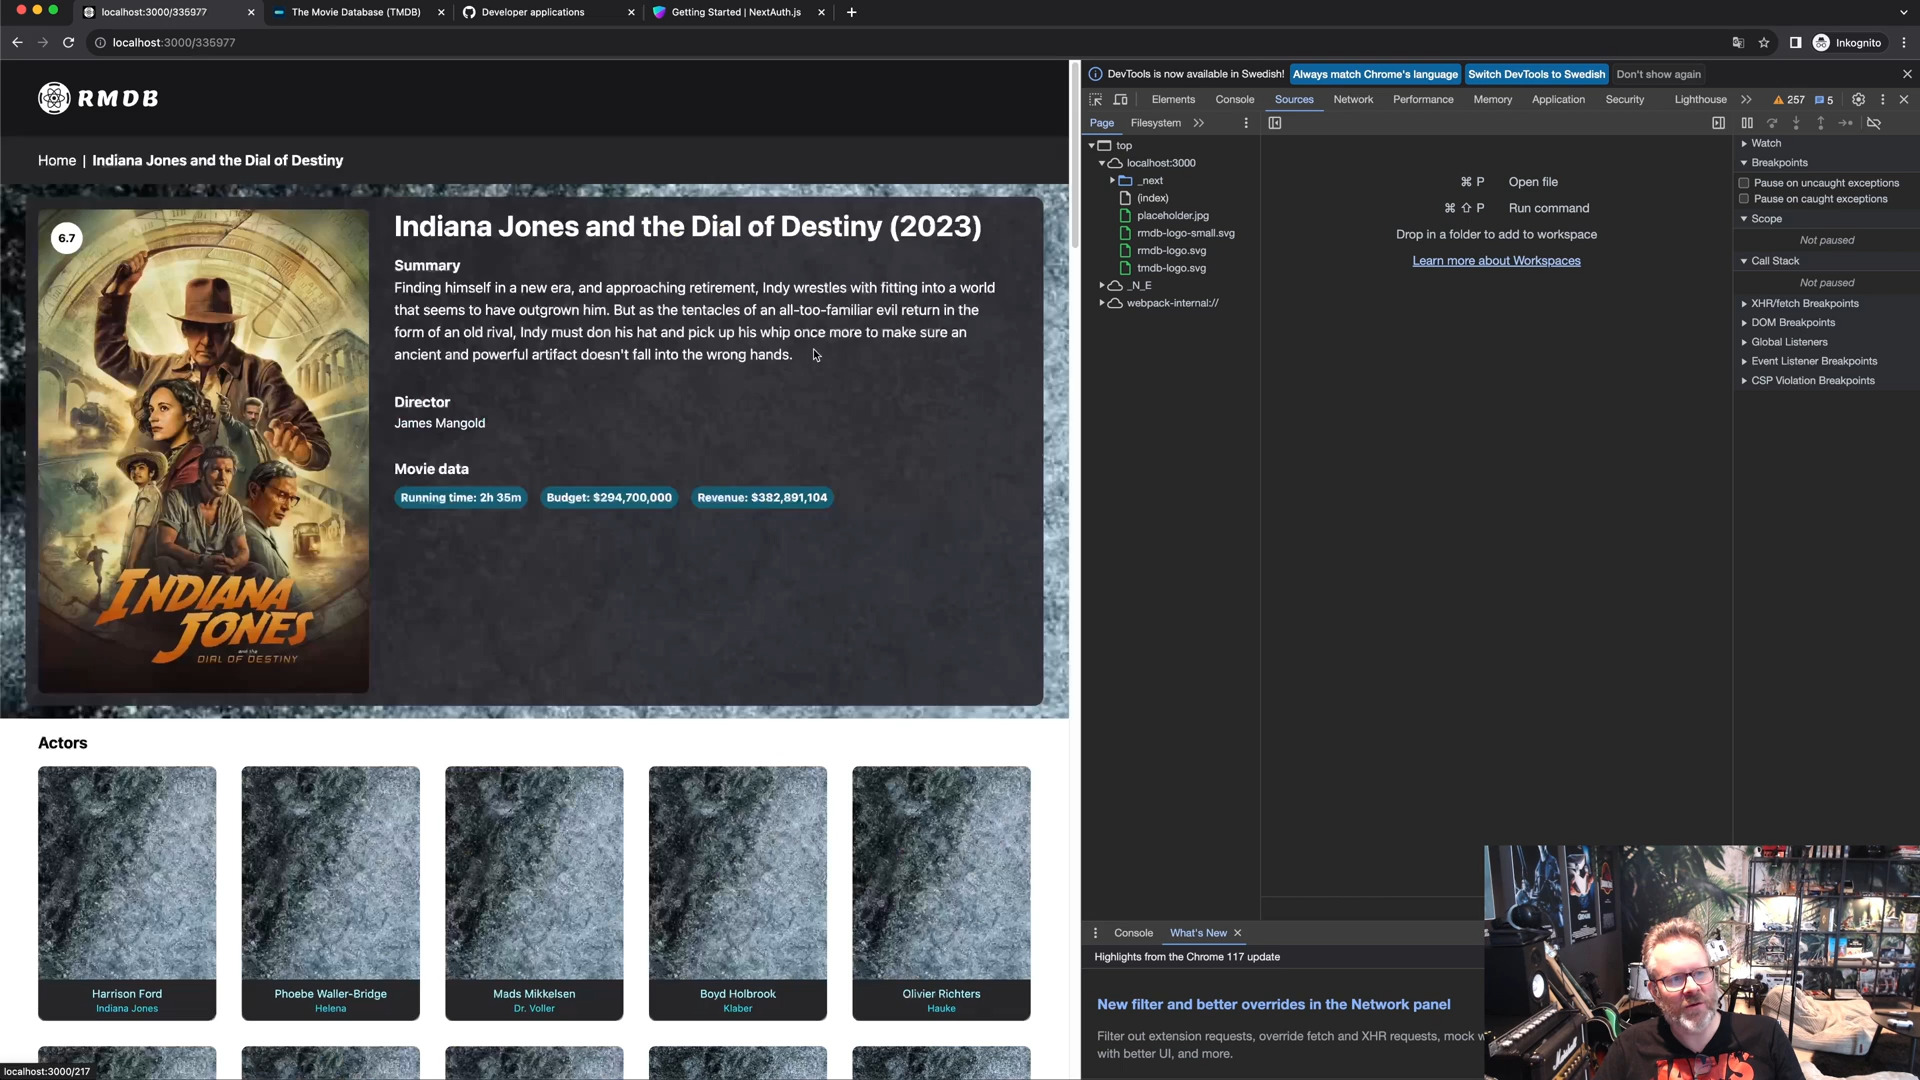 localhost:3000/335977
The Movie Database (TMDB)
Developer applications
Getting Started | NextAuth.js
localhost:3000/335977
Inkognito
RMDB
Home | Indiana Jones and the Dial of Destiny
6.7
INDIANA
JONES
and the
DIAL OF DESTINY
Indiana Jones and the Dial of Destiny (2023)
Summary
Finding himself in a new era, and approaching retirement, Indy wrestles with fitting into a world
that seems to have outgrown him. But as the tentacles of an all-too-familiar evil return in the
form of an old rival, Indy must don his hat and pick up his whip once more to make sure an
ancient and powerful artifact doesn't fall into the wrong hands.
Director
James Mangold
Movie data
Running time: 2h 35m
Budget: $294,700,000
Revenue: $382,891,104
Actors
Harrison Ford
Indiana Jones
Phoebe Waller-Bridge
Helena
Mads Mikkelsen
Dr. Voller
Boyd Holbrook
Klaber
Olivier Richters
Hauke
localhost:3000/217
DevTools is now available in Swedish!
Always match Chrome's language
Switch DevTools to Swedish
Don't show again
Elements
Console
Sources
Network
Performance
Memory
Application
Security
Lighthouse
257
5
Page
Filesystem
top
localhost:3000
_next
(index)
placeholder.jpg
rmdb-logo-small.svg
rmdb-logo.svg
tmdb-logo.svg
_N_E
webpack-internal://
⌘ P Open file
⌘ ⇧ P Run command
Drop in a folder to add to workspace
Learn more about Workspaces
Watch
Breakpoints
Pause on uncaught exceptions
Pause on caught exceptions
Scope
Not paused
Call Stack
Not paused
XHR/fetch Breakpoints
DOM Breakpoints
Global Listeners
Event Listener Breakpoints
CSP Violation Breakpoints
Console
What's New
Highlights from the Chrome 117 update
New filter and better overrides in the Network panel
Filter out extension requests, override fetch and XHR requests, mock
with better UI, and more.
Marshall
JAWS